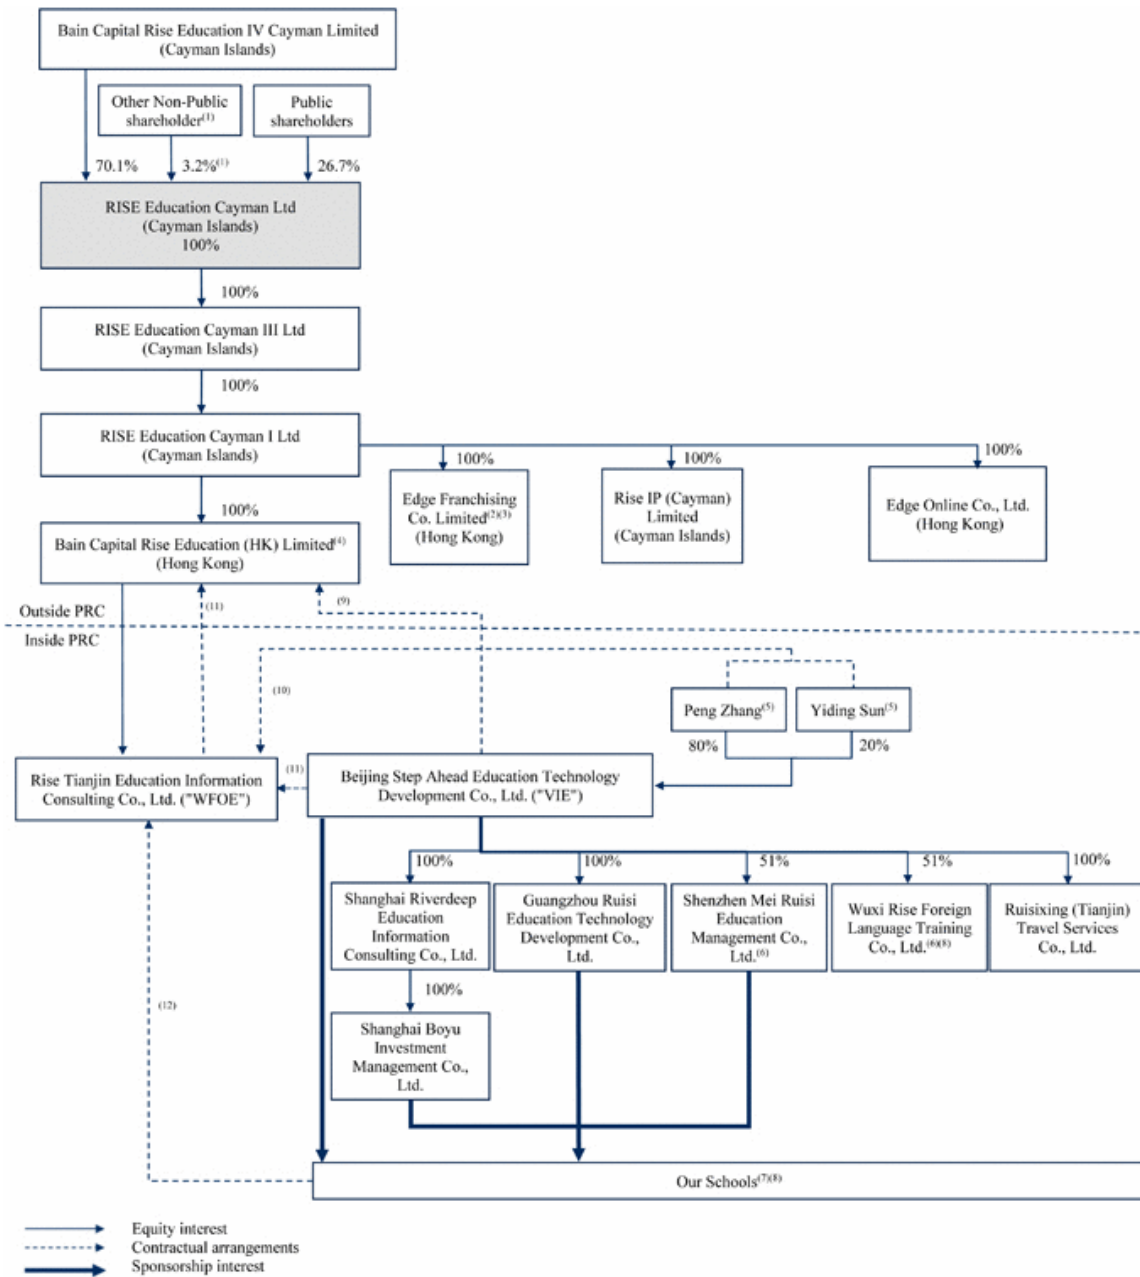 Bain Capital Rise Education IV Cayman Limited
(Cayman Islands)
Other Non-Public
shareholder(1)
Public
shareholders
70.1%
3.2%(1)
26.7%
RISE Education Cayman Ltd
(Cayman Islands)
100%
100%
RISE Education Cayman III Ltd
(Cayman Islands)
100%
RISE Education Cayman I Ltd
(Cayman Islands)
100%
100%
100%
Edge Franchising
Co. Limited(2)(3)
(Hong Kong)
Rise IP (Cayman)
Limited
(Cayman Islands)
Edge Online Co., Ltd.
(Hong Kong)
100%
Bain Capital Rise Education (HK) Limited(4)
(Hong Kong)
(11)
(9)
Outside PRC
Inside PRC
(10)
Peng Zhang(5)
Yiding Sun(5)
80%
20%
Rise Tianjin Education Information
Consulting Co., Ltd. ("WFOE")
(11)
Beijing Step Ahead Education Technology
Development Co., Ltd. ("VIE")
100%
100%
51%
51%
100%
Shanghai Riverdeep
Education
Information
Consulting Co., Ltd.
Guangzhou Ruisi
Education Technology
Development Co.,
Ltd.
Shenzhen Mei Ruisi
Education
Management Co.,
Ltd.(6)
Wuxi Rise Foreign
Language Training
Co., Ltd.(6)(8)
Ruisixing (Tianjin)
Travel Services
Co., Ltd.
100%
(12)
Shanghai Boyu
Investment
Management Co.,
Ltd.
Our Schools(7)(8)
Equity interest
Contractual arrangements
Sponsorship interest